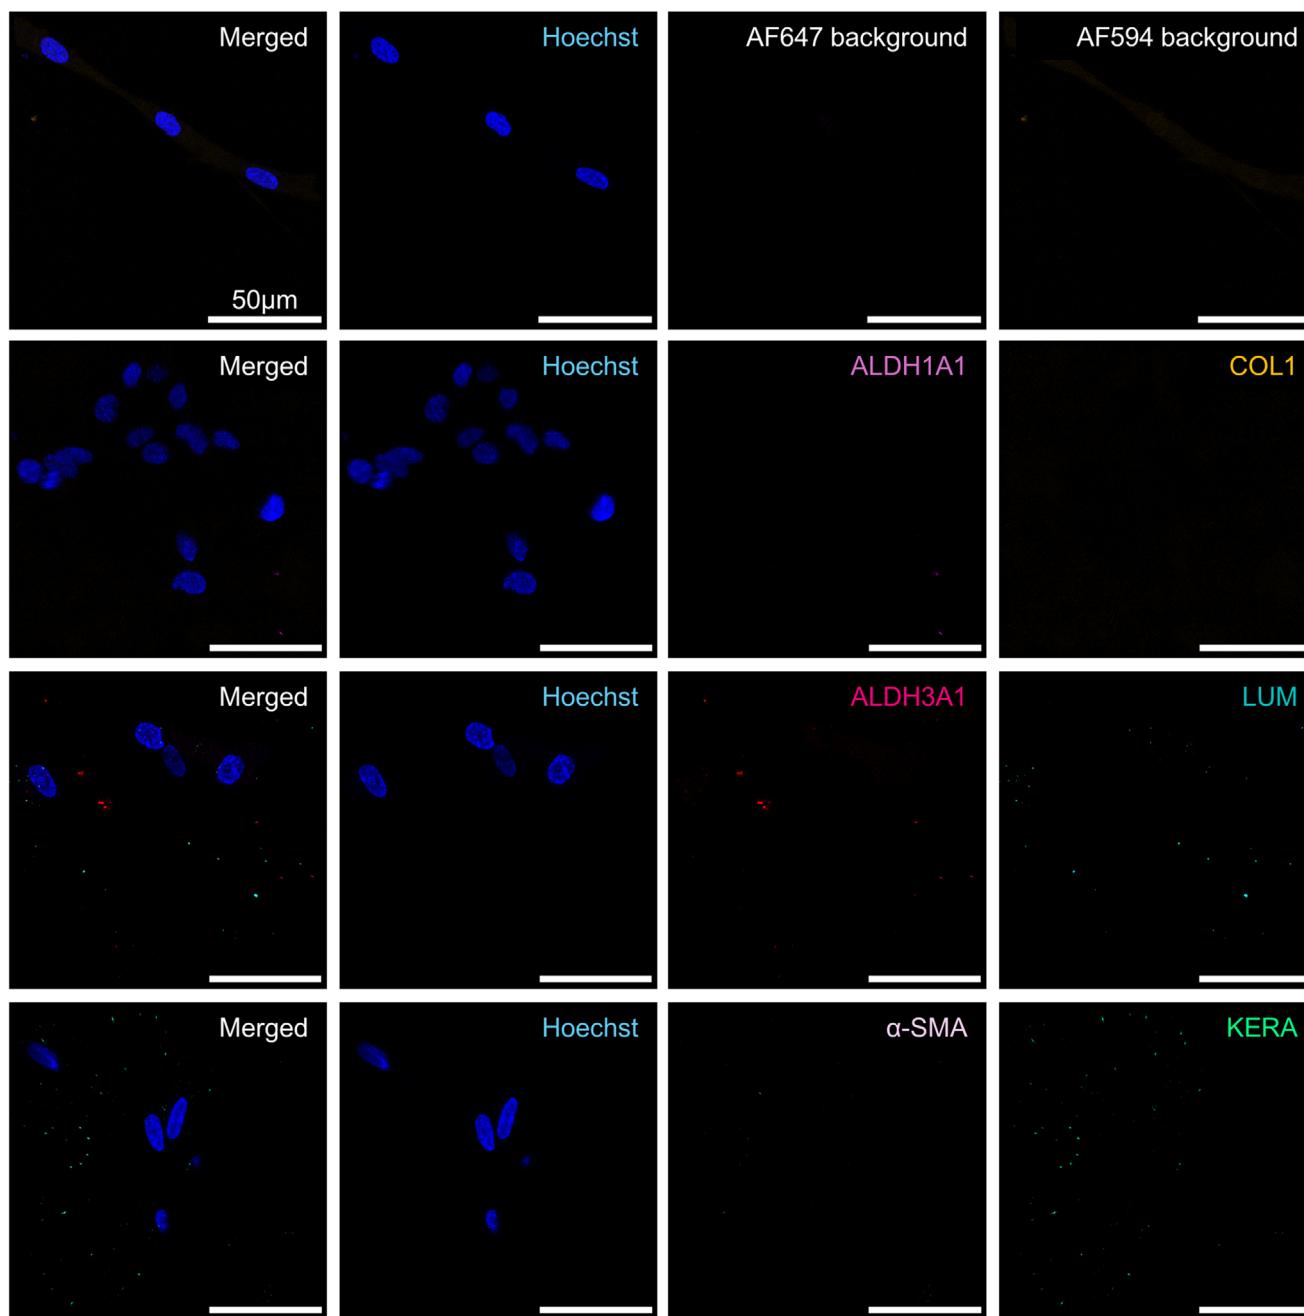 Merged Hoechst AF647 background AF594 background
50µm
Merged Hoechst ALDH1A1 COL1
Merged Hoechst ALDH3A1 LUM
Merged Hoechst α-SMA KERA